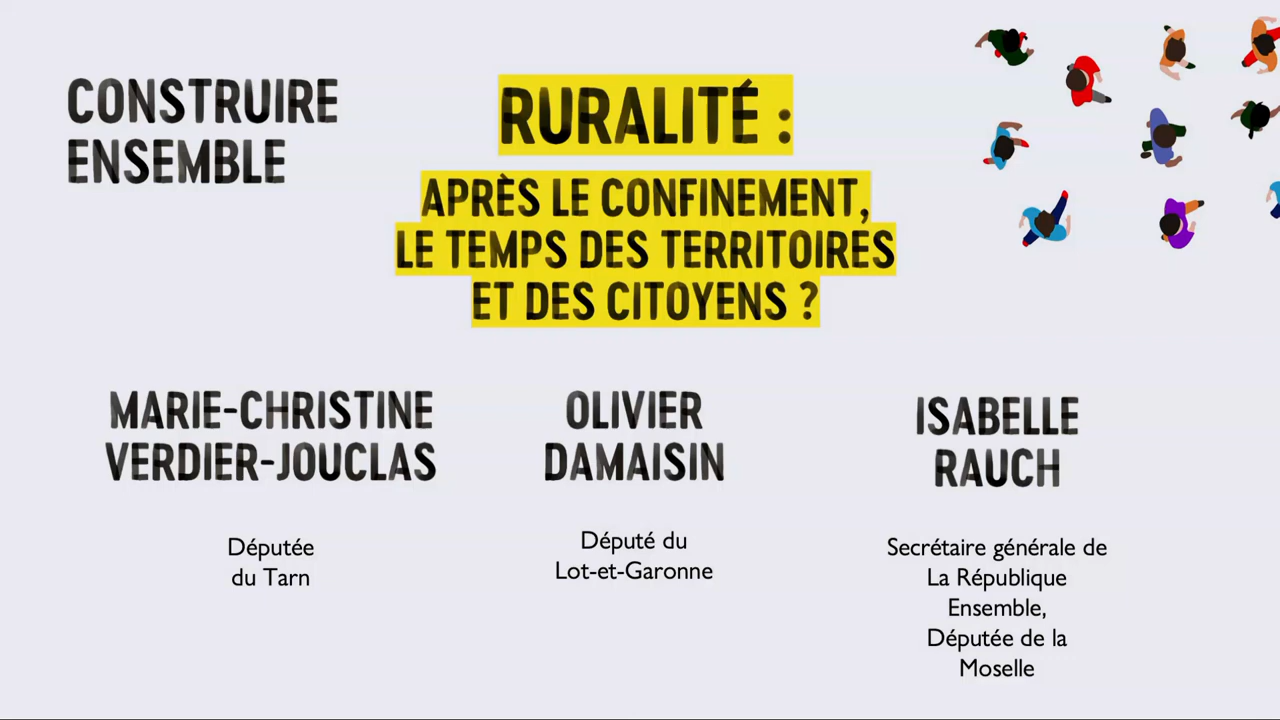 CONSTRUIRE
ENSEMBLE
RURALITÉ :
APRÈS LE CONFINEMENT,
LE TEMPS DES TERRITOIRES
ET DES CITOYENS ?
MARIE-CHRISTINE
VERDIER-JOUCLAS
Députée
du Tarn
OLIVIER
DAMAISIN
Député du
Lot-et-Garonne
ISABELLE
RAUCH
Secrétaire générale de
La République
Ensemble,
Députée de la
Moselle